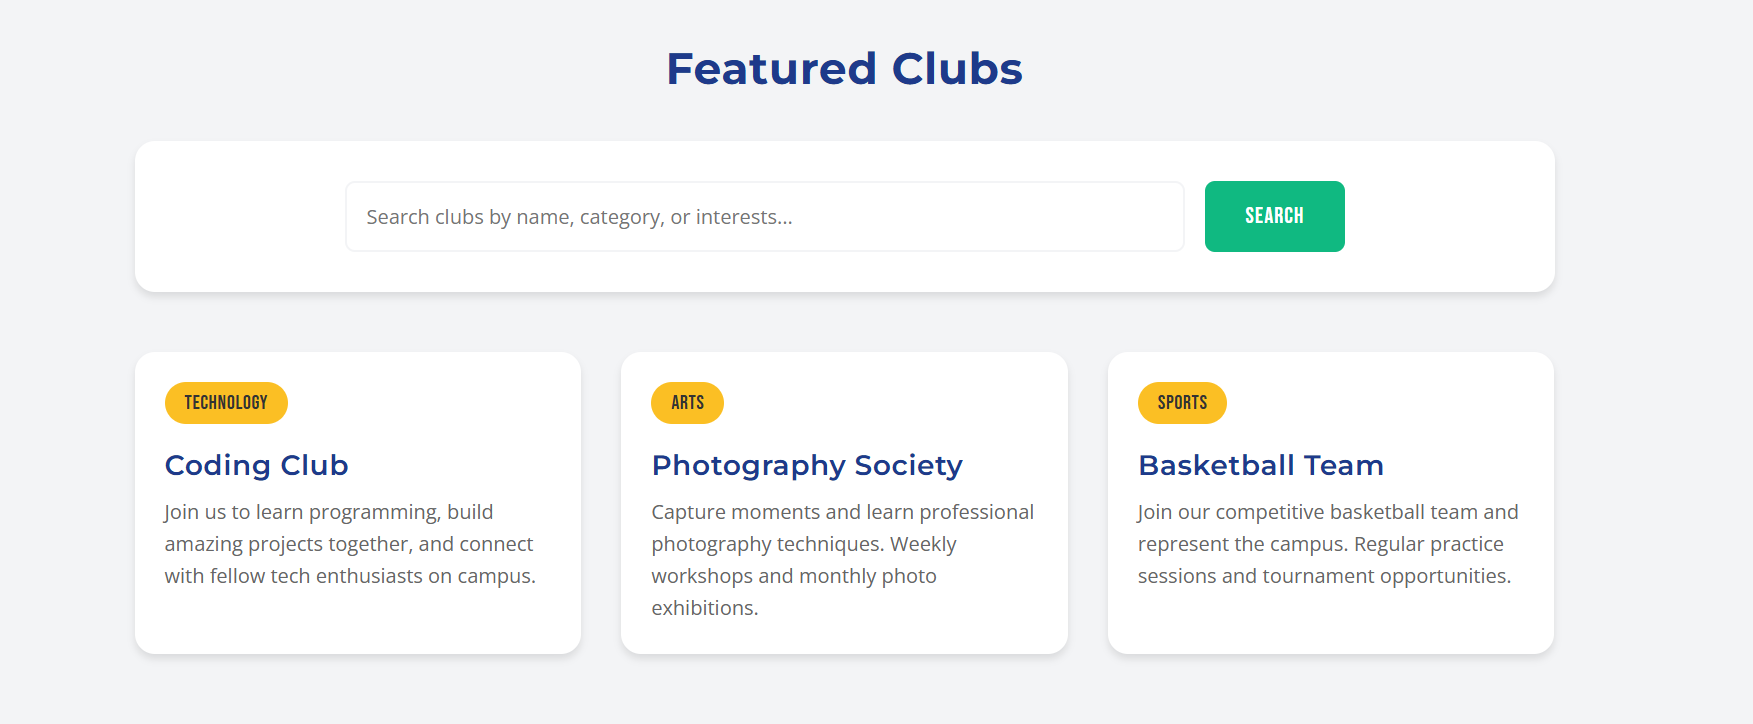 Featured Clubs
Search clubs by name, category, or interests...
SEARCH
TECHNOLOGY
Coding Club
Join us to learn programming, build
amazing projects together, and connect
with fellow tech enthusiasts on campus.
ARTS
Photography Society
Capture moments and learn professional
photography techniques. Weekly
workshops and monthly photo
exhibitions.
SPORTS
Basketball Team
Join our competitive basketball team and
represent the campus. Regular practice
sessions and tournament opportunities.